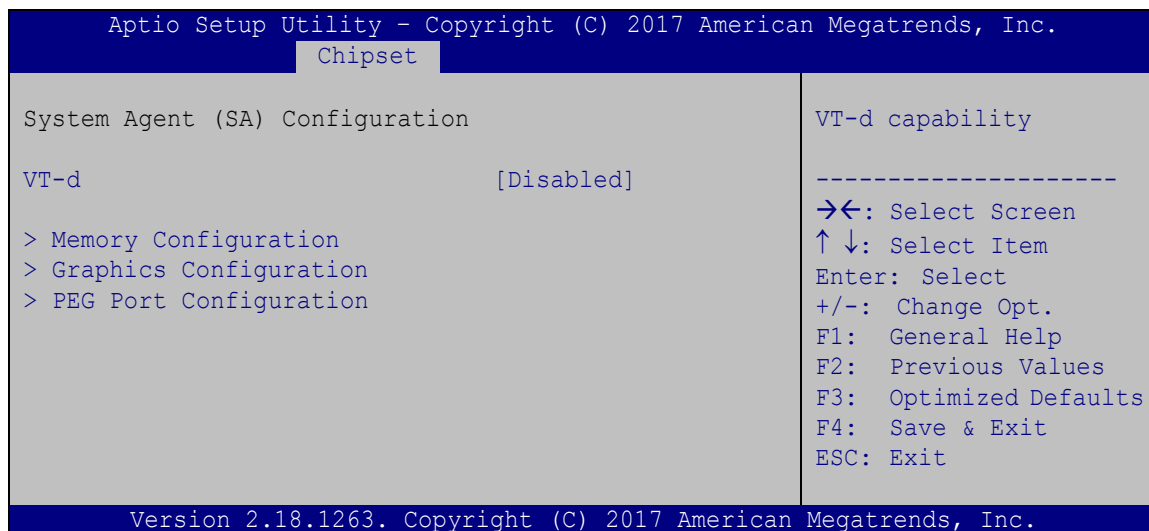 Aptio Setup Utility – Copyright (C) 2017 American Megatrends, Inc.
Chipset
System Agent (SA) Configuration
VT-d [Disabled]
> Memory Configuration
> Graphics Configuration
> PEG Port Configuration
VT-d capability
---------------------
→←: Select Screen
↑ ↓: Select Item
Enter: Select
+/-: Change Opt.
F1: General Help
F2: Previous Values
F3: Optimized Defaults
F4: Save & Exit
ESC: Exit
Version 2.18.1263. Copyright (C) 2017 American Megatrends, Inc.